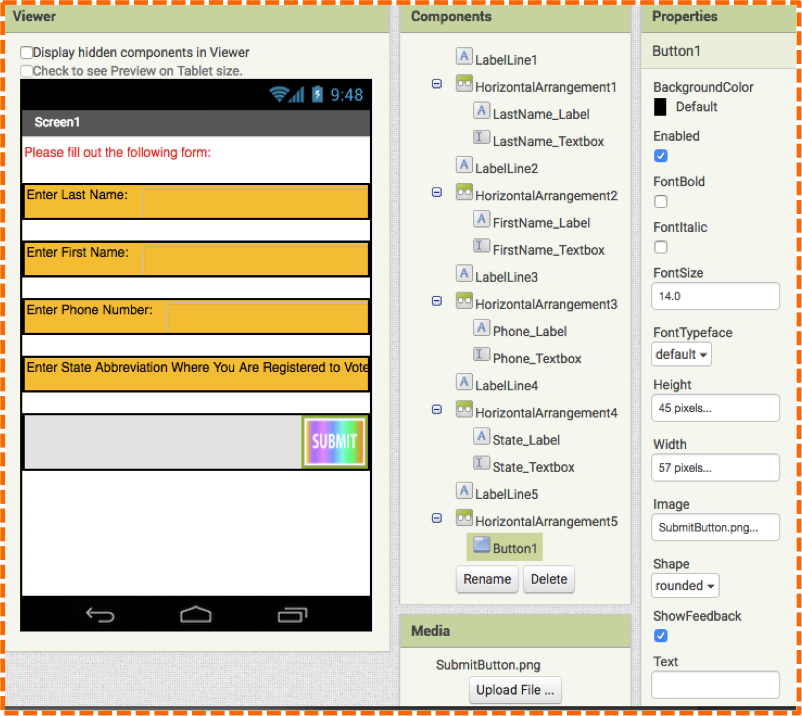 Viewer
Display hidden components in Viewer
Check to see Preview on Tablet size.
9:48
Screen1
Please fill out the following form:
Enter Last Name:
Enter First Name:
Enter Phone Number:
Enter State Abbreviation Where You Are Registered to Vote
SUBMIT
Components
LabelLine1
HorizontalArrangement1
LastName_Label
LastName_Textbox
LabelLine2
HorizontalArrangement2
FirstName_Label
FirstName_Textbox
LabelLine3
HorizontalArrangement3
Phone_Label
Phone_Textbox
LabelLine4
HorizontalArrangement4
State_Label
State_Textbox
LabelLine5
HorizontalArrangement5
Button1
Rename Delete
Media
SubmitButton.png
Upload File ...
Properties
Button1
BackgroundColor
Default
Enabled
FontBold
FontItalic
FontSize
14.0
FontTypeface
default
Height
45 pixels...
Width
57 pixels...
Image
SubmitButton.png...
Shape
rounded
ShowFeedback
Text